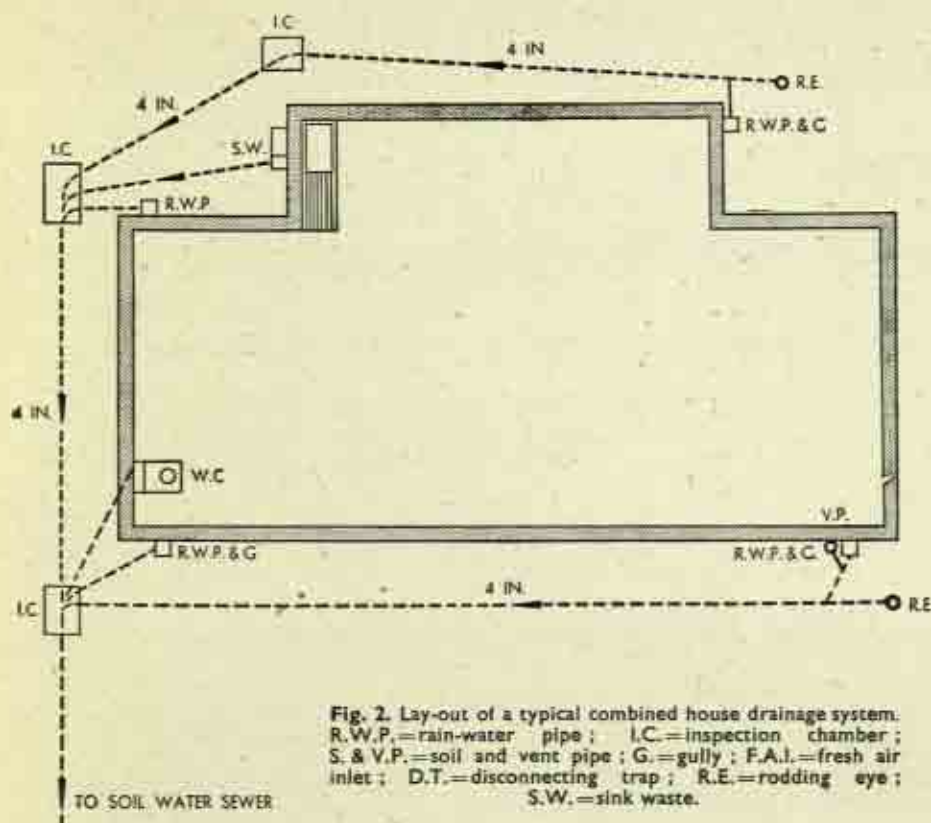 I.C
4 IN
R.E.
4 IN.
R.W.P. & G
I.C
S.W.
R.W.P.
4 IN.
W.C
V.P.
R.W.P. & G
R.W.P. & G.
I.C
4 IN.
R.E
Fig. 2. Lay-out of a typical combined house drainage system.
R.W.P.=rain-water pipe ; I.C.=inspection chamber ;
S. & V.P.=soil and vent pipe ; G.=gully ; F.A.I.=fresh air
inlet ; D.T.=disconnecting trap ; R.E.=rodding eye ;
S.W.=sink waste.
TO SOIL WATER SEWER